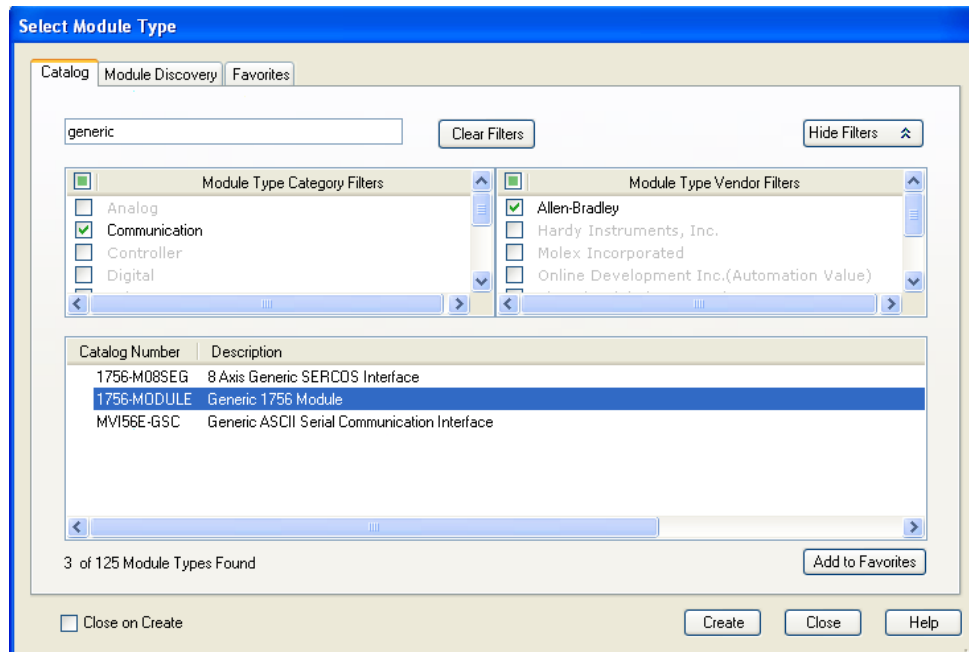 Select Module Type
Catalog Module Discovery Favorites
generic Clear Filters Hide Filters
Module Type Category Filters Module Type Vendor Filters
Analog Allen-Bradley
Communication Hardy Instruments, Inc.
Controller Molex Incorporated
Digital Online Development Inc.(Automation Value)
Catalog Number Description
1756-M08SEG 8 Axis Generic SERCOS Interface
1756-MODULE Generic 1756 Module
MVI56E-GSC Generic ASCII Serial Communication Interface
3 of 125 Module Types Found Add to Favorites
Close on Create Create Close Help